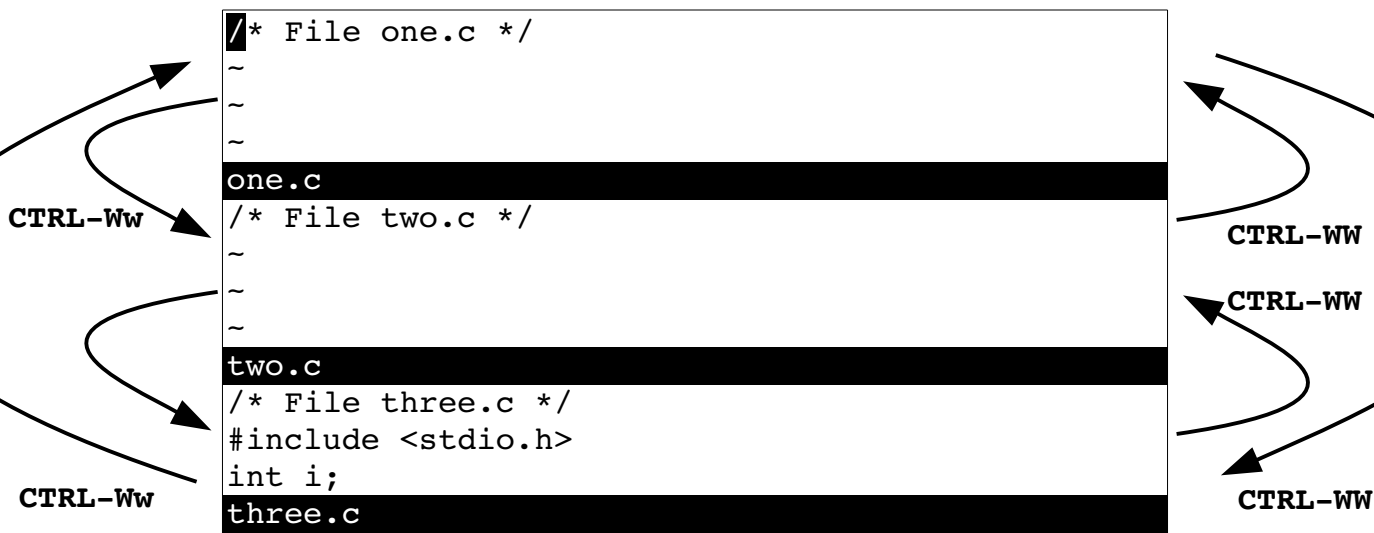 /* File one.c */
~
~
~
one.c
CTRL-Ww
/* File two.c */
CTRL-WW
~
~
CTRL-WW
~
two.c
/* File three.c */
#include <stdio.h>
int i;
CTRL-Ww
CTRL-WW
three.c